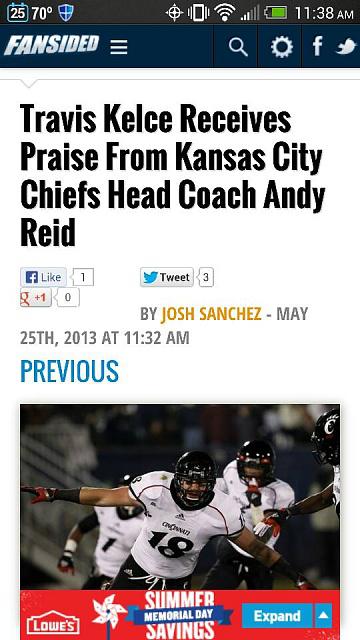 25 70° 11:38 AM
FANSIDED
f
Travis Kelce Receives
Praise From Kansas City
Chiefs Head Coach Andy
Reid
f Like 1 Tweet 3
g +1 0
BY JOSH SANCHEZ - MAY
25TH, 2013 AT 11:32 AM
PREVIOUS
C
1
CINCINNATI
18
LOWE'S
SUMMER
MEMORIAL DAY
SAVINGS
Expand